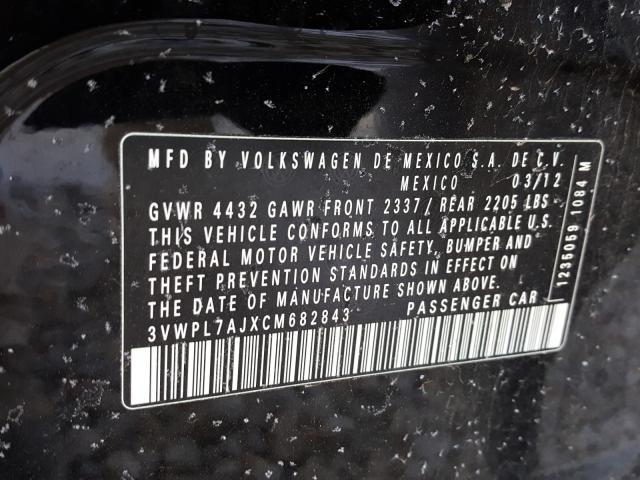 MFD BY VOLKSWAGEN DE MEXICO S.A. DE C.V.
MEXICO 03/12
GVWR 4432 GAWR FRONT 2337/ REAR 2205 LBS
THIS VEHICLE CONFORMS TO ALL APPLICABLE U.S.
FEDERAL MOTOR VEHICLE SAFETY, BUMPER AND
THEFT PREVENTION STANDARDS IN EFFECT ON
THE DATE OF MANUFACTURE SHOWN ABOVE.
3VWPL7AJXCM682843 PASSENGER CAR
1235059 1084 M